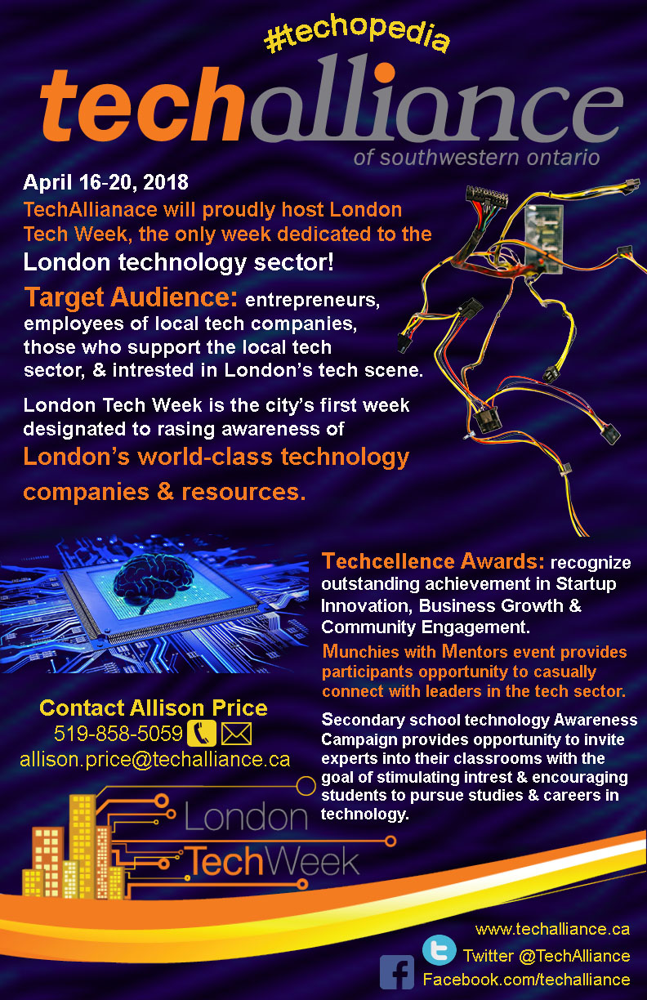 #techopedia
techalliance
of southwestern ontario
April 16-20, 2018
TechAllianace will proudly host London
Tech Week, the only week dedicated to the
London technology sector!
Target Audience: entrepreneurs,
employees of local tech companies,
those who support the local tech
sector, & intrested in London's tech scene.
London Tech Week is the city's first week
designated to rasing awareness of
London's world-class technology
companies & resources.
Techcellence Awards: recognize
outstanding achievement in Startup
Innovation, Business Growth &
Community Engagement.
Munchies with Mentors event provides
participants opportunity to casually
connect with leaders in the tech sector.
Secondary school technology Awareness
Campaign provides opportunity to invite
experts into their classrooms with the
goal of stimulating intrest & encouraging
students to pursue studies & careers in
technology.
Contact Allison Price
519-858-5059
allison.price@techalliance.ca
London
TechWeek
www.techalliance.ca
Twitter @TechAlliance
Facebook.com/techalliance